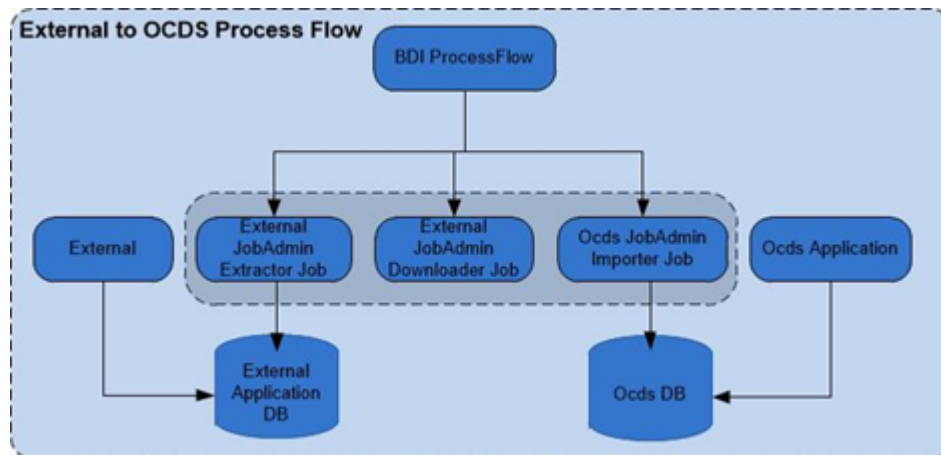 External to OCDS Process Flow
BDI ProcessFlow
External
External
JobAdmin
Extractor Job
External
JobAdmin
Downloader Job
Ocds JobAdmin
Importer Job
Ocds Application
External
Application
DB
Ocds DB